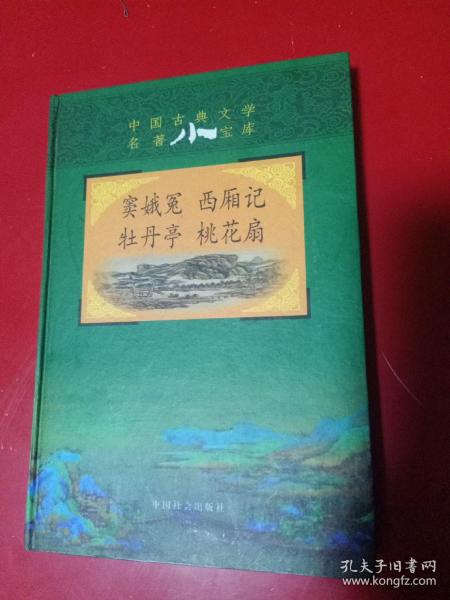 中国古典文学
名著小宝库
窦娥冤 西厢记
牡丹亭 桃花扇
中国社会出版社
孔夫子旧书网
www.kongfz.com